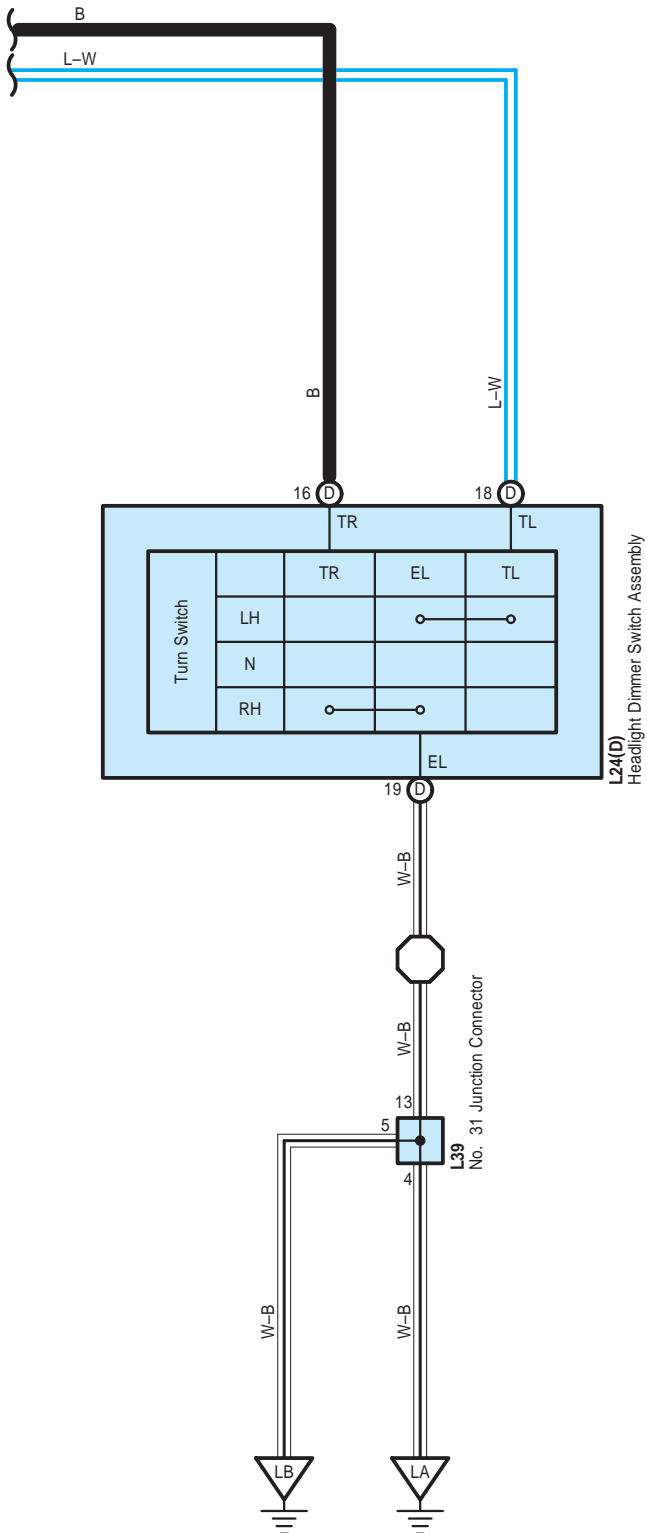 B
L–W
B
L–W
16 D
18 D
TR
TL
Turn Switch
TR EL TL
LH
N
RH
EL
19 D
L24(D)
Headlight Dimmer Switch Assembly
W–B
W–B
13
5
4
L39
No. 31 Junction Connector
W–B
W–B
LB
LA